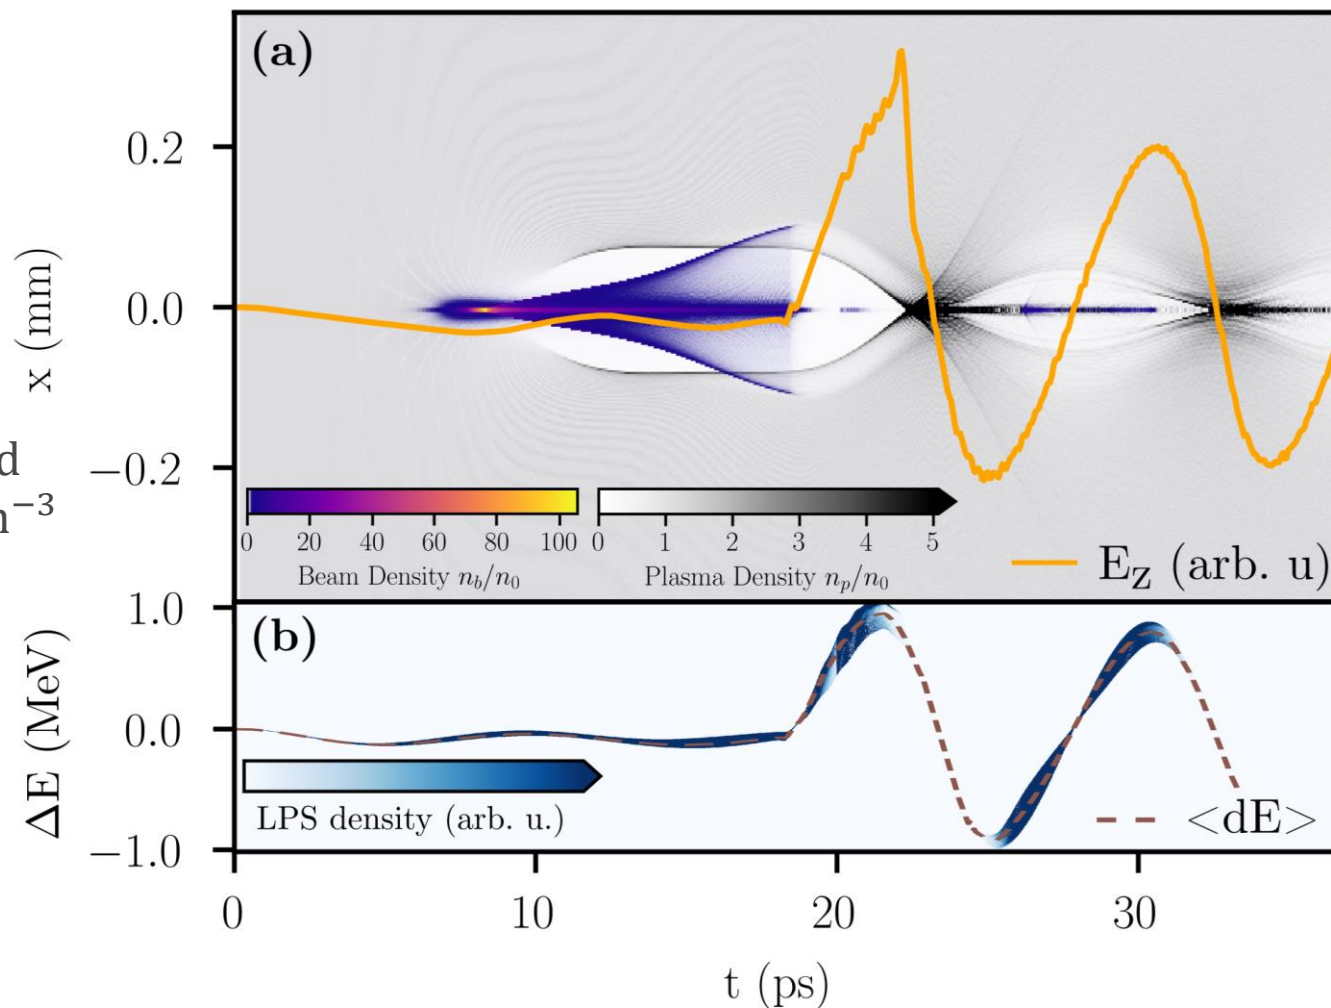 (a)
0.2
0.0
−0.2
x (mm)
d
n⁻³
0 20 40 60 80 100
Beam Density n_b/n_0
0 1 2 3 4 5
Plasma Density n_p/n_0
E_z (arb. u)
(b)
1.0
0.0
−1.0
ΔE (MeV)
LPS density (arb. u.)
<dE>
0 10 20 30
t (ps)